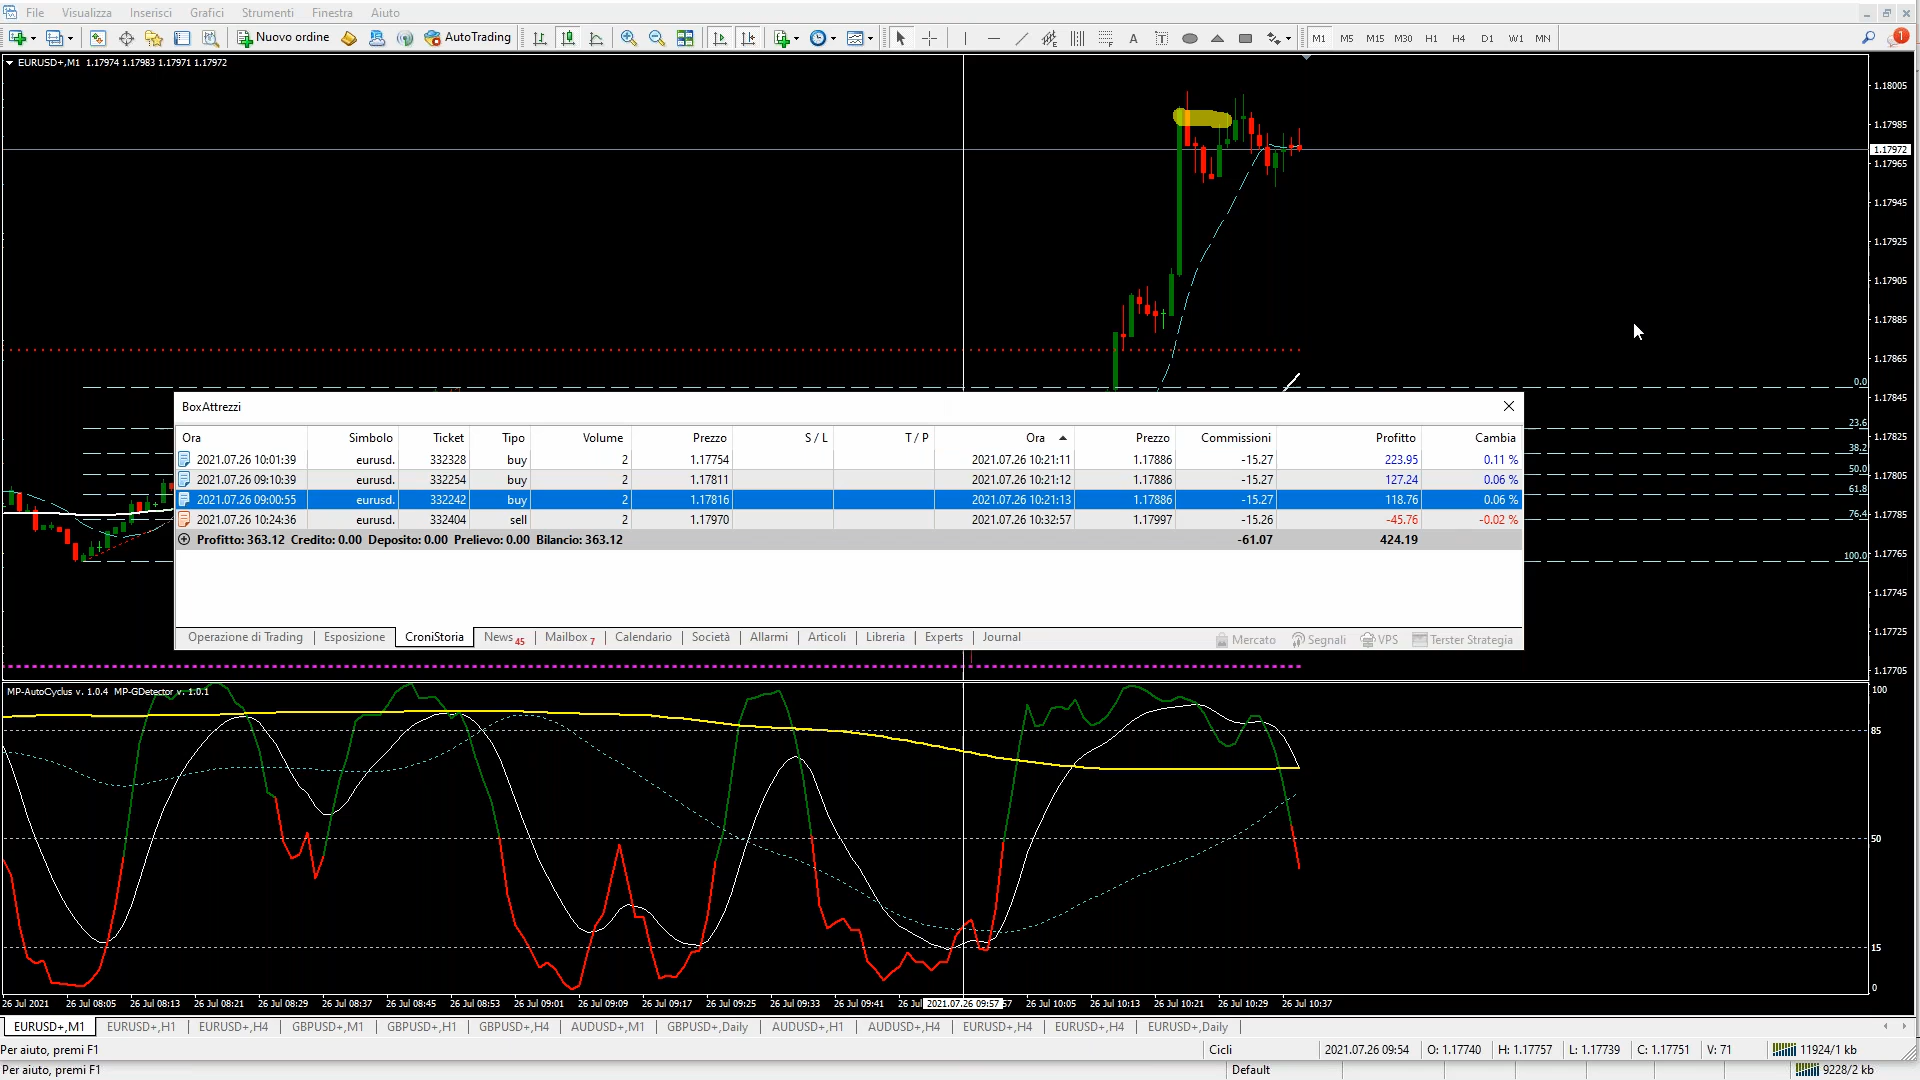 File Visualizza Inserisci Grafici Strumenti Finestra Aiuto
Nuovo ordine AutoTrading A T M1 M5 M15 M30 H1 H4 D1 W1 MN 1
EURUSD+,M1 1.17974 1.17983 1.17971 1.17972
1.18005
1.17985
1.17972
1.17965
1.17945
1.17925
1.17905
1.17885
1.17865
0.0
1.17845
23.6
1.17825
38.2
50.0
1.17805
61.8
76.4
1.17785
100.0
1.17765
1.17745
1.17725
1.17705
BoxAttrezzi
Ora Simbolo Ticket Tipo Volume Prezzo S / L T / P Ora Prezzo Commissioni Profitto Cambia
2021.07.26 10:01:39 eurusd. 332328 buy 2 1.17754 2021.07.26 10:21:11 1.17886 -15.27 223.95 0.11 %
2021.07.26 09:10:39 eurusd. 332254 buy 2 1.17811 2021.07.26 10:21:12 1.17886 -15.27 127.24 0.06 %
2021.07.26 09:00:55 eurusd. 332242 buy 2 1.17816 2021.07.26 10:21:13 1.17886 -15.27 118.76 0.06 %
2021.07.26 10:24:36 eurusd. 332404 sell 2 1.17970 2021.07.26 10:32:57 1.17997 -15.26 -45.76 -0.02 %
Profitto: 363.12 Credito: 0.00 Deposito: 0.00 Prelievo: 0.00 Bilancio: 363.12 -61.07 424.19
Operazione di Trading Esposizione CroniStoria News 45 Mailbox 7 Calendario Società Allarmi Articoli Libreria Experts Journal Mercato Segnali VPS Terster Strategia
MP-AutoCyclus v. 1.0.4 MP-GDetector v. 1.0.1
100
85
50
15
0
26 Jul 2021 26 Jul 08:05 26 Jul 08:13 26 Jul 08:21 26 Jul 08:29 26 Jul 08:37 26 Jul 08:45 26 Jul 08:53 26 Jul 09:01 26 Jul 09:09 26 Jul 09:17 26 Jul 09:25 26 Jul 09:33 26 Jul 09:41 26 Jul 2021.07.26 09:57 57 26 Jul 10:05 26 Jul 10:13 26 Jul 10:21 26 Jul 10:29 26 Jul 10:37
EURUSD+,M1 EURUSD+,H1 EURUSD+,H4 GBPUSD+,M1 GBPUSD+,H1 GBPUSD+,H4 AUDUSD+,M1 GBPUSD+,Daily AUDUSD+,H1 AUDUSD+,H4 EURUSD+,H4 EURUSD+,H4 EURUSD+,Daily
Per aiuto, premi F1 Cicli 2021.07.26 09:54 O: 1.17740 H: 1.17757 L: 1.17739 C: 1.17751 V: 71 11924/1 kb
Per aiuto, premi F1 Default 9228/2 kb